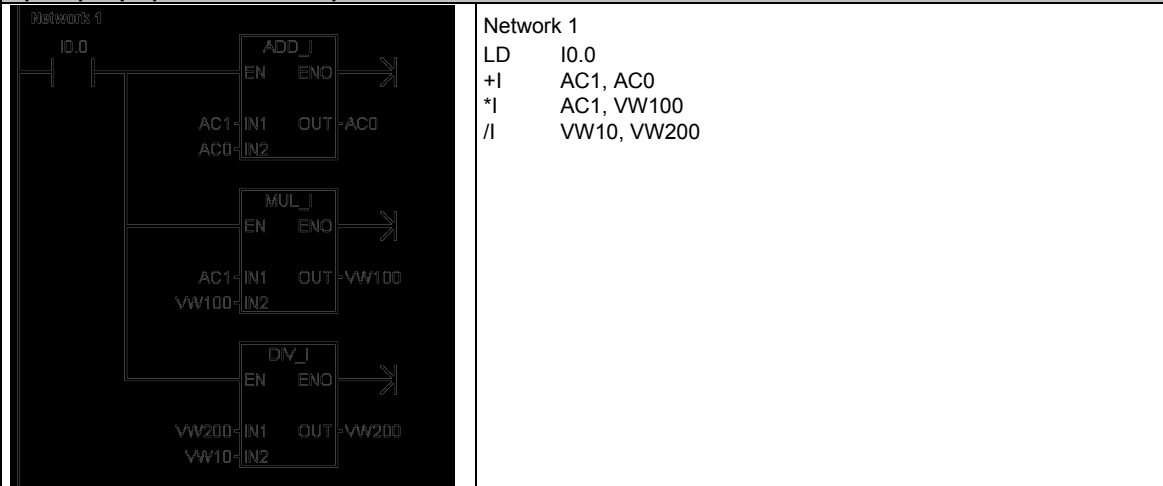 Network 1
I0.0
ADD_I
EN ENO
AC1 IN1 OUT AC0
AC0 IN2
MUL_I
EN ENO
AC1 IN1 OUT VW100
VW100 IN2
DIV_I
EN ENO
VW200 IN1 OUT VW200
VW10 IN2
Network 1
LD I0.0
+I AC1, AC0
*I AC1, VW100
/I VW10, VW200